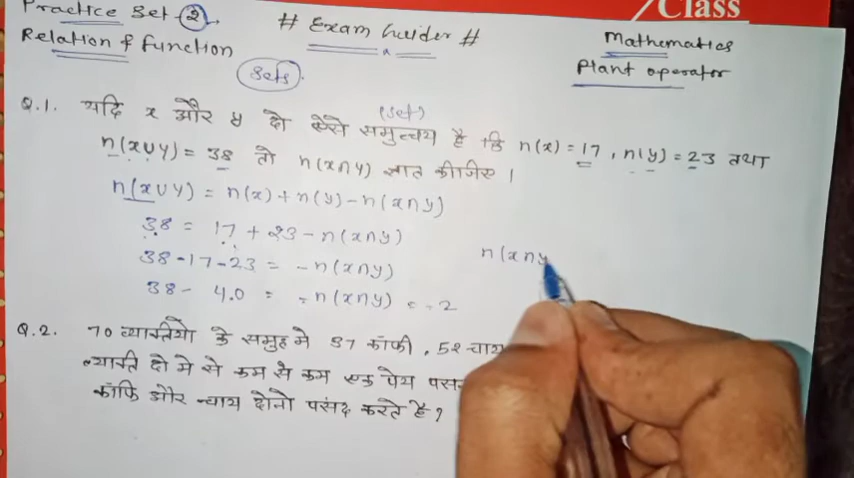 Practice Set - 2
Class
# Exam Guider #
Relation & function
Mathematics
Sets
Plant operator
Q.1. यदि x और y दो ऐसे समुच्चय है कि n(x) = 17, n(y) = 23 तथा
(set)
n(x∪y) = 38 तो n(x∩y) ज्ञात कीजिए ।
n(x∪y) = n(x) + n(y) - n(x∩y)
38 = 17 + 23 - n(x∩y)
38 - 17 - 23 = - n(x∩y)
n(x∩y
38 - 40 = - n(x∩y) = - 2
Q.2. 70 व्यक्तियो के समूह मे 37 कॉफी , 52 चाय
व्यक्ति दो मे से कम से कम एक पेय पसन
कॉफि और चाय दोनो पसंद करते है ?